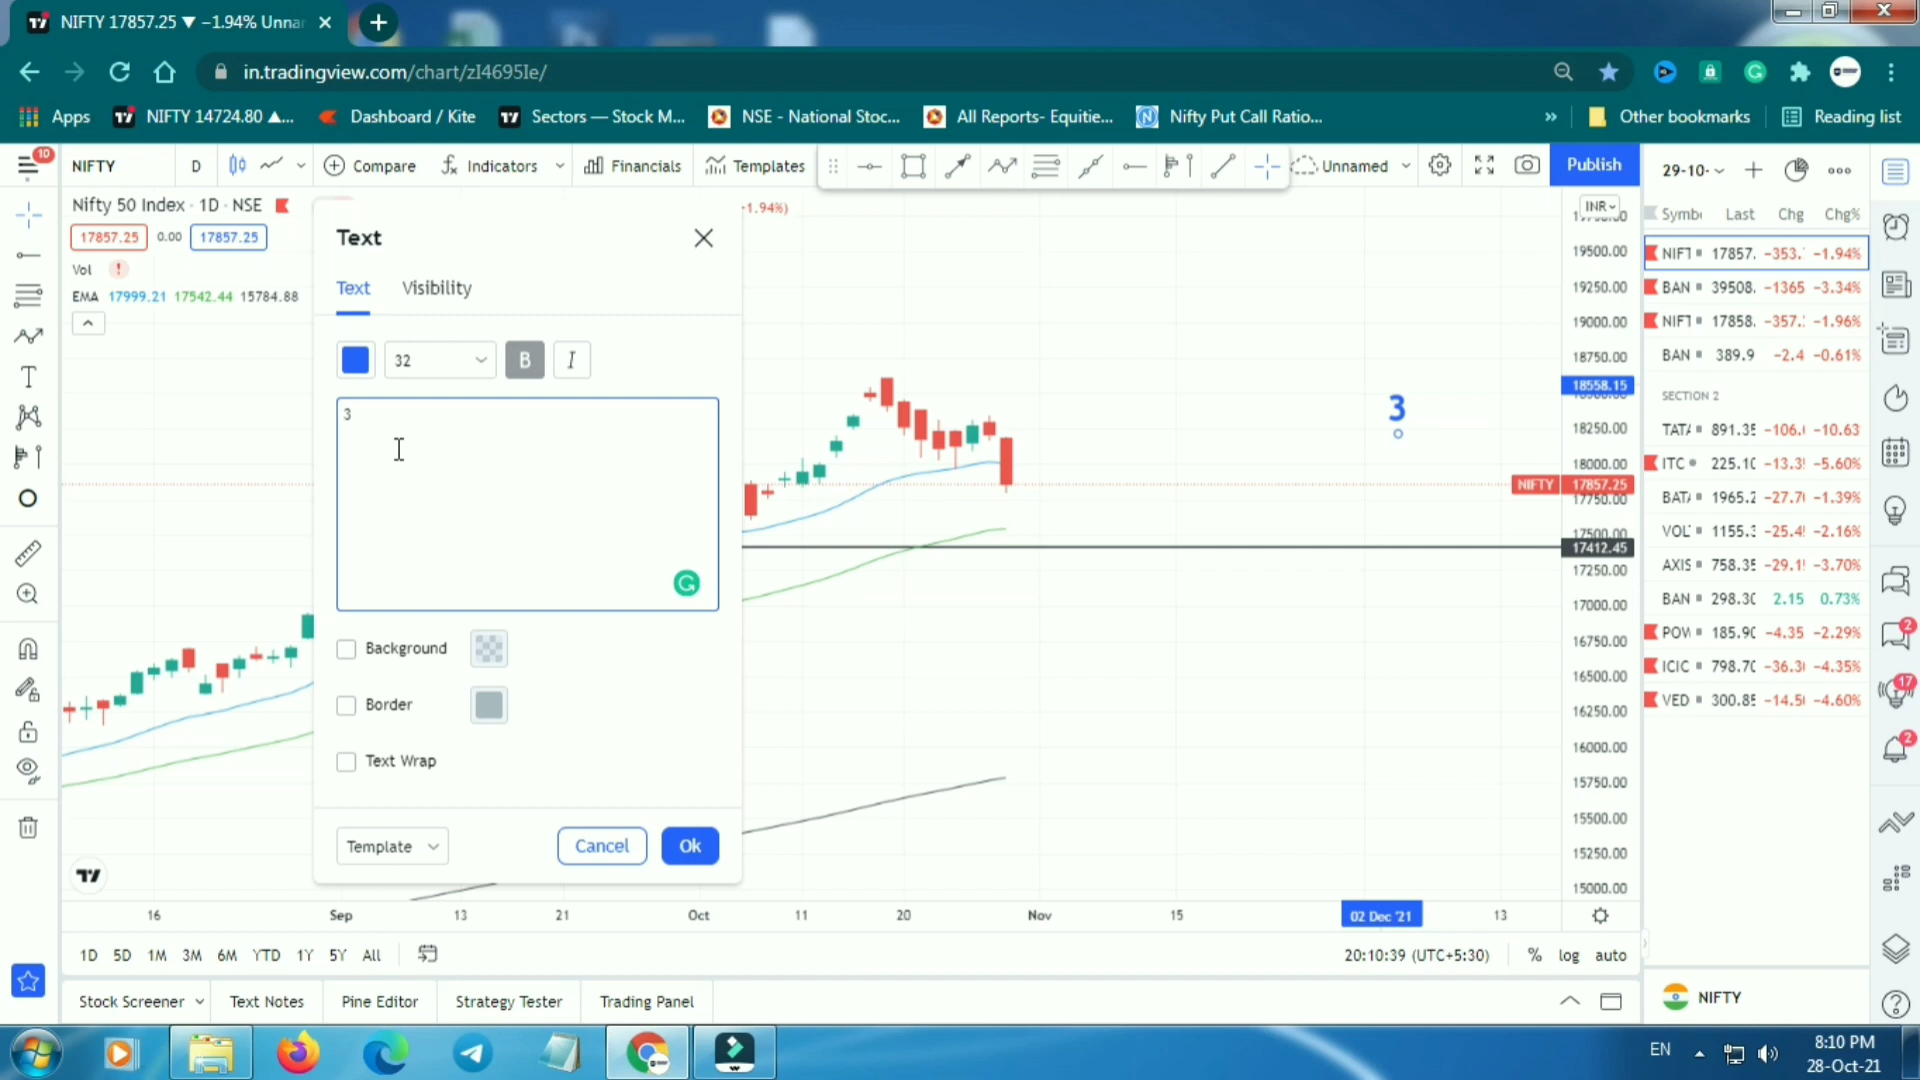 NIFTY 17857.25 ▼ −1.94% Unna
in.tradingview.com/chart/zI4695Ie/
Apps
NIFTY 14724.80 ▲...
Dashboard / Kite
Sectors — Stock M...
NSE - National Stoc...
All Reports- Equitie...
Nifty Put Call Ratio...
»
Other bookmarks
Reading list
10
NIFTY
D
Compare
Indicators
Financials
Templates
Unnamed
Publish
29-10-
Nifty 50 Index · 1D · NSE
-1.94%)
INR
17857.25 0.00 17857.25
Vol
EMA 17999.21 17542.44 15784.88
Text
Text Visibility
32 B I
3
Background
Border
Text Wrap
Template Cancel Ok
3
19500.00
19250.00
19000.00
18750.00
18558.15
18250.00
18000.00
NIFTY 17857.25
17750.00
17500.00
17412.45
17250.00
17000.00
16750.00
16500.00
16250.00
16000.00
15750.00
15500.00
15250.00
15000.00
16 Sep 13 21 Oct 11 20 Nov 15 02 Dec '21 13
1D 5D 1M 3M 6M YTD 1Y 5Y All
20:10:39 (UTC+5:30) % log auto
Stock Screener Text Notes Pine Editor Strategy Tester Trading Panel
Symb Last Chg Chg%
NIFT 17857. −353. −1.94%
BAN 39508. −1365 −3.34%
NIFT 17858. −357. −1.96%
BAN 389.9 −2.4 −0.61%
SECTION 2
TATA 891.35 −106. −10.63
ITC 225.10 −13.3 −5.60%
BATA 1965.2 −27.7 −1.39%
VOL 1155.3 −25.4 −2.16%
AXIS 758.35 −29.1 −3.70%
BAN 298.30 2.15 0.73%
POW 185.90 −4.35 −2.29%
ICIC 798.70 −36.3 −4.35%
VED 300.85 −14.5 −4.60%
2
17
2
NIFTY
EN
8:10 PM
28-Oct-21